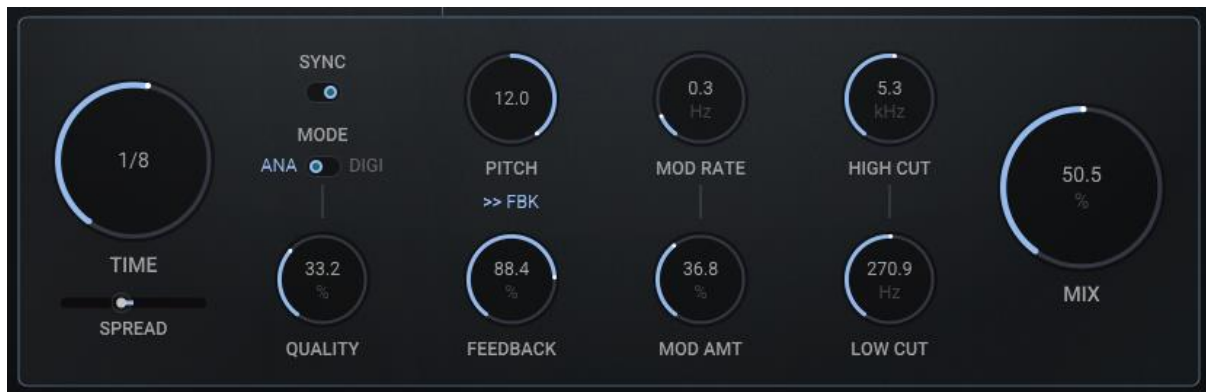 1/8
TIME
SPREAD
SYNC
MODE
ANA DIGI
33.2
%
QUALITY
12.0
PITCH
>> FBK
88.4
%
FEEDBACK
0.3
Hz
MOD RATE
36.8
%
MOD AMT
5.3
kHz
HIGH CUT
270.9
Hz
LOW CUT
50.5
%
MIX